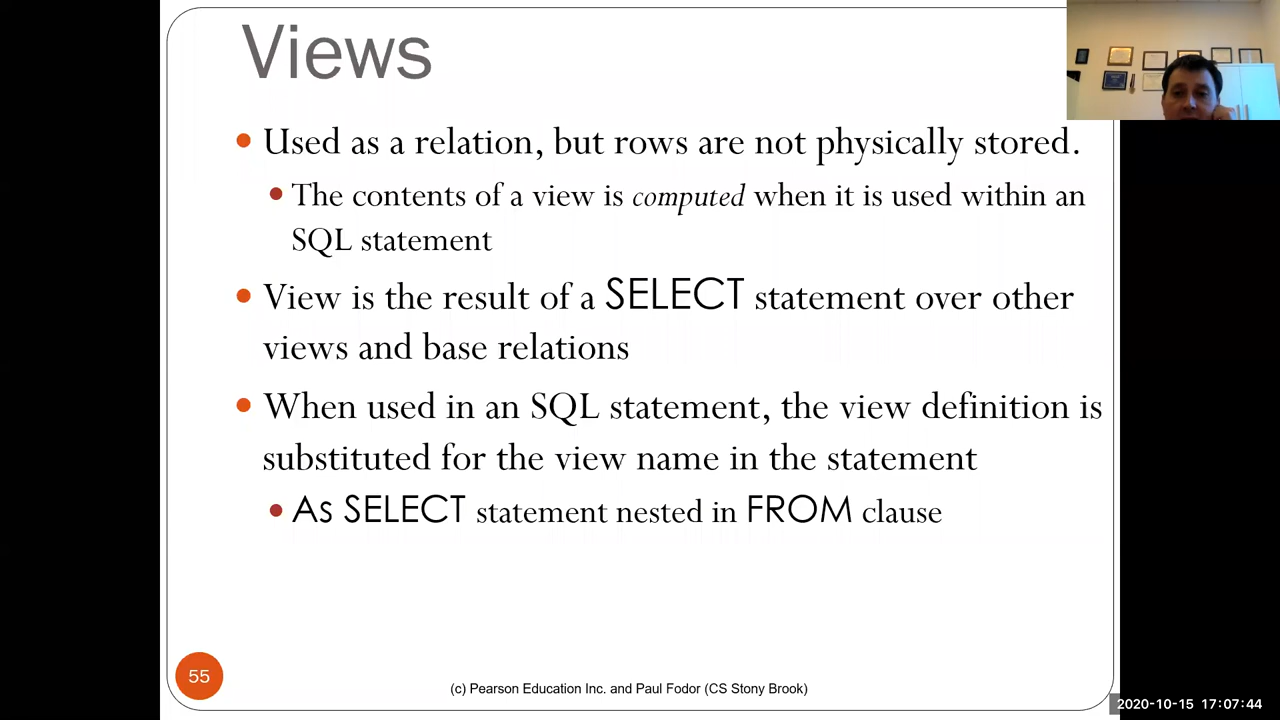 Views
Used as a relation, but rows are not physically stored.
The contents of a view is computed when it is used within an
SQL statement
View is the result of a SELECT statement over other
views and base relations
When used in an SQL statement, the view definition is
substituted for the view name in the statement
As SELECT statement nested in FROM clause
55
(c) Pearson Education Inc. and Paul Fodor (CS Stony Brook)
2020-10-15 17:07:44